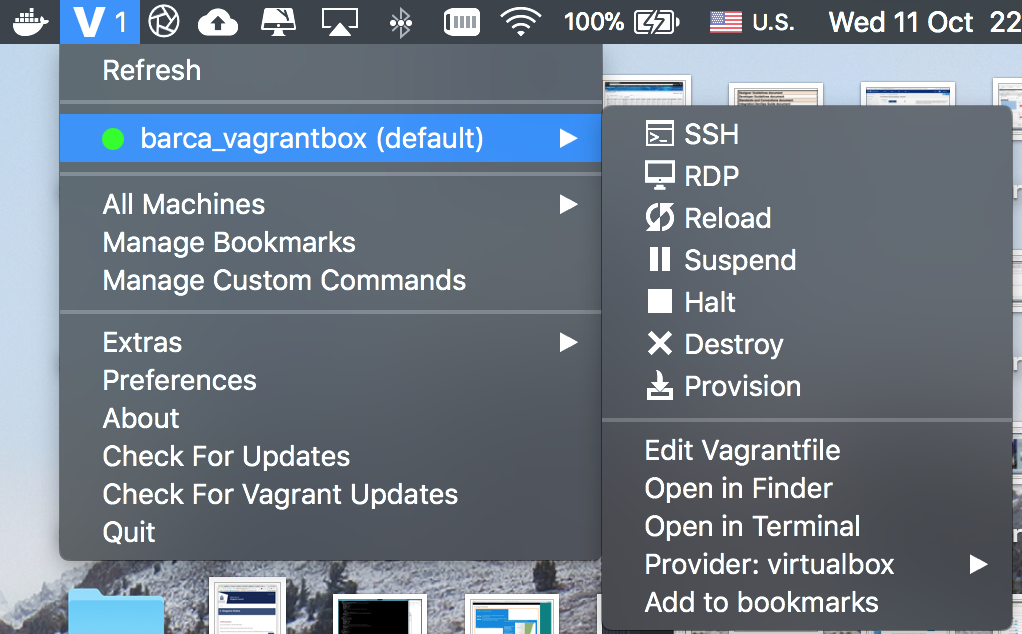 V 1 100% U.S. Wed 11 Oct 22
Refresh
barca_vagrantbox (default)
All Machines
Manage Bookmarks
Manage Custom Commands
Extras
Preferences
About
Check For Updates
Check For Vagrant Updates
Quit
SSH
RDP
Reload
Suspend
Halt
Destroy
Provision
Edit Vagrantfile
Open in Finder
Open in Terminal
Provider: virtualbox
Add to bookmarks